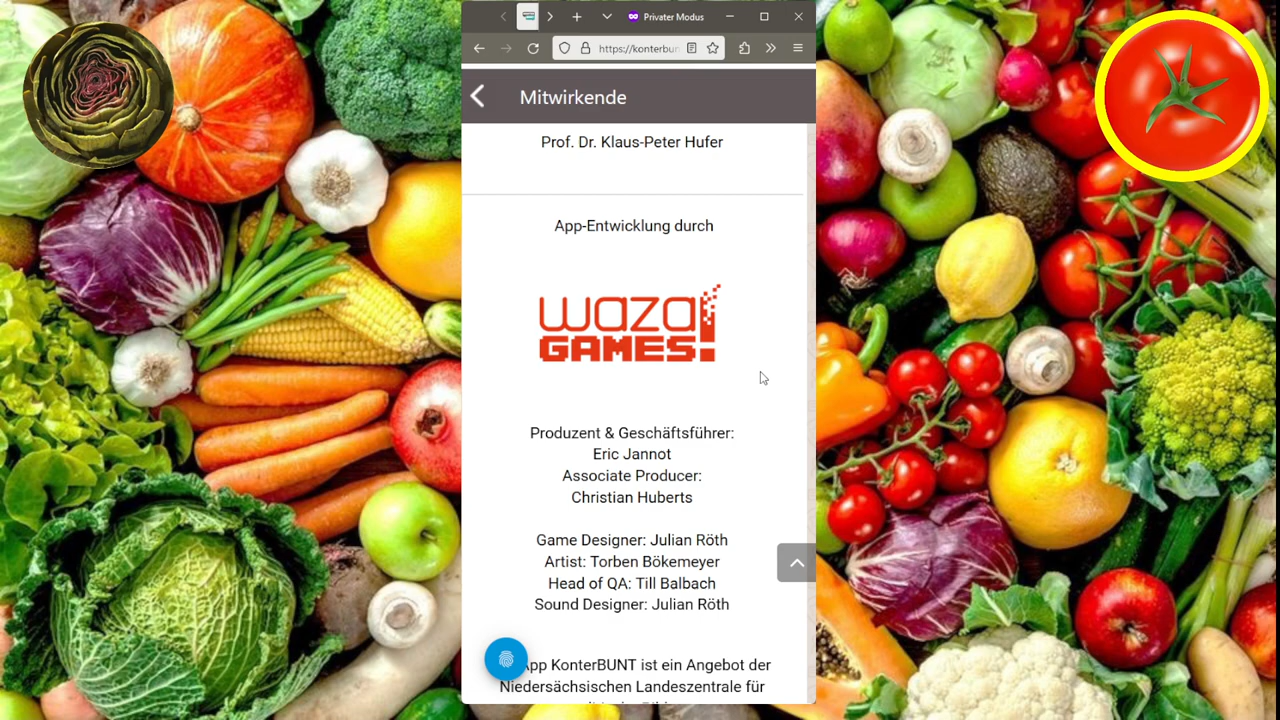 Privater Modus
https://konterbun
Mitwirkende
Prof. Dr. Klaus-Peter Hufer
App-Entwicklung durch
waza!
GAMES!
Produzent & Geschäftsführer:
Eric Jannot
Associate Producer:
Christian Huberts
Game Designer: Julian Röth
Artist: Torben Bökemeyer
Head of QA: Till Balbach
Sound Designer: Julian Röth
App KonterBUNT ist ein Angebot der
Niedersächsischen Landeszentrale für